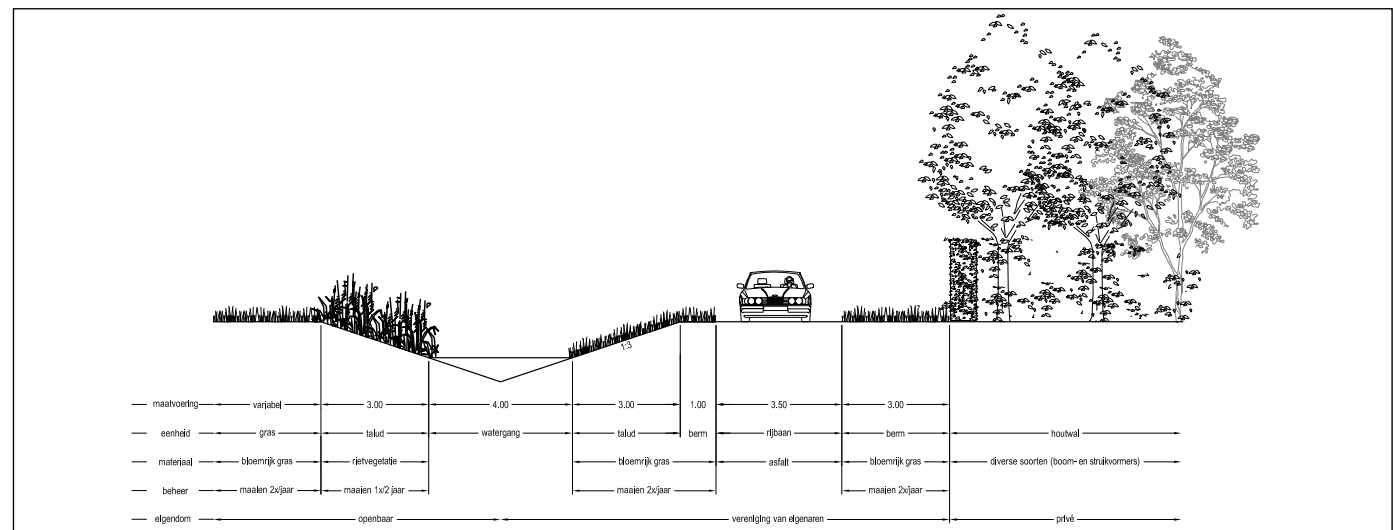 1:3
maatvoering variabel 3.00 4.00 3.00 1.00 3.50 3.00
eenheid gras talud watergang talud berm rijbaan berm houtwal
materiaal bloemrijk gras rietvegetatie bloemrijk gras asfalt bloemrijk gras diverse soorten (boom- en struikvormers)
beheer maaien 2x/jaar maaien 1x/2 jaar maaien 2x/jaar maaien 2x/jaar
eigendom openbaar vereniging van eigenaren privé